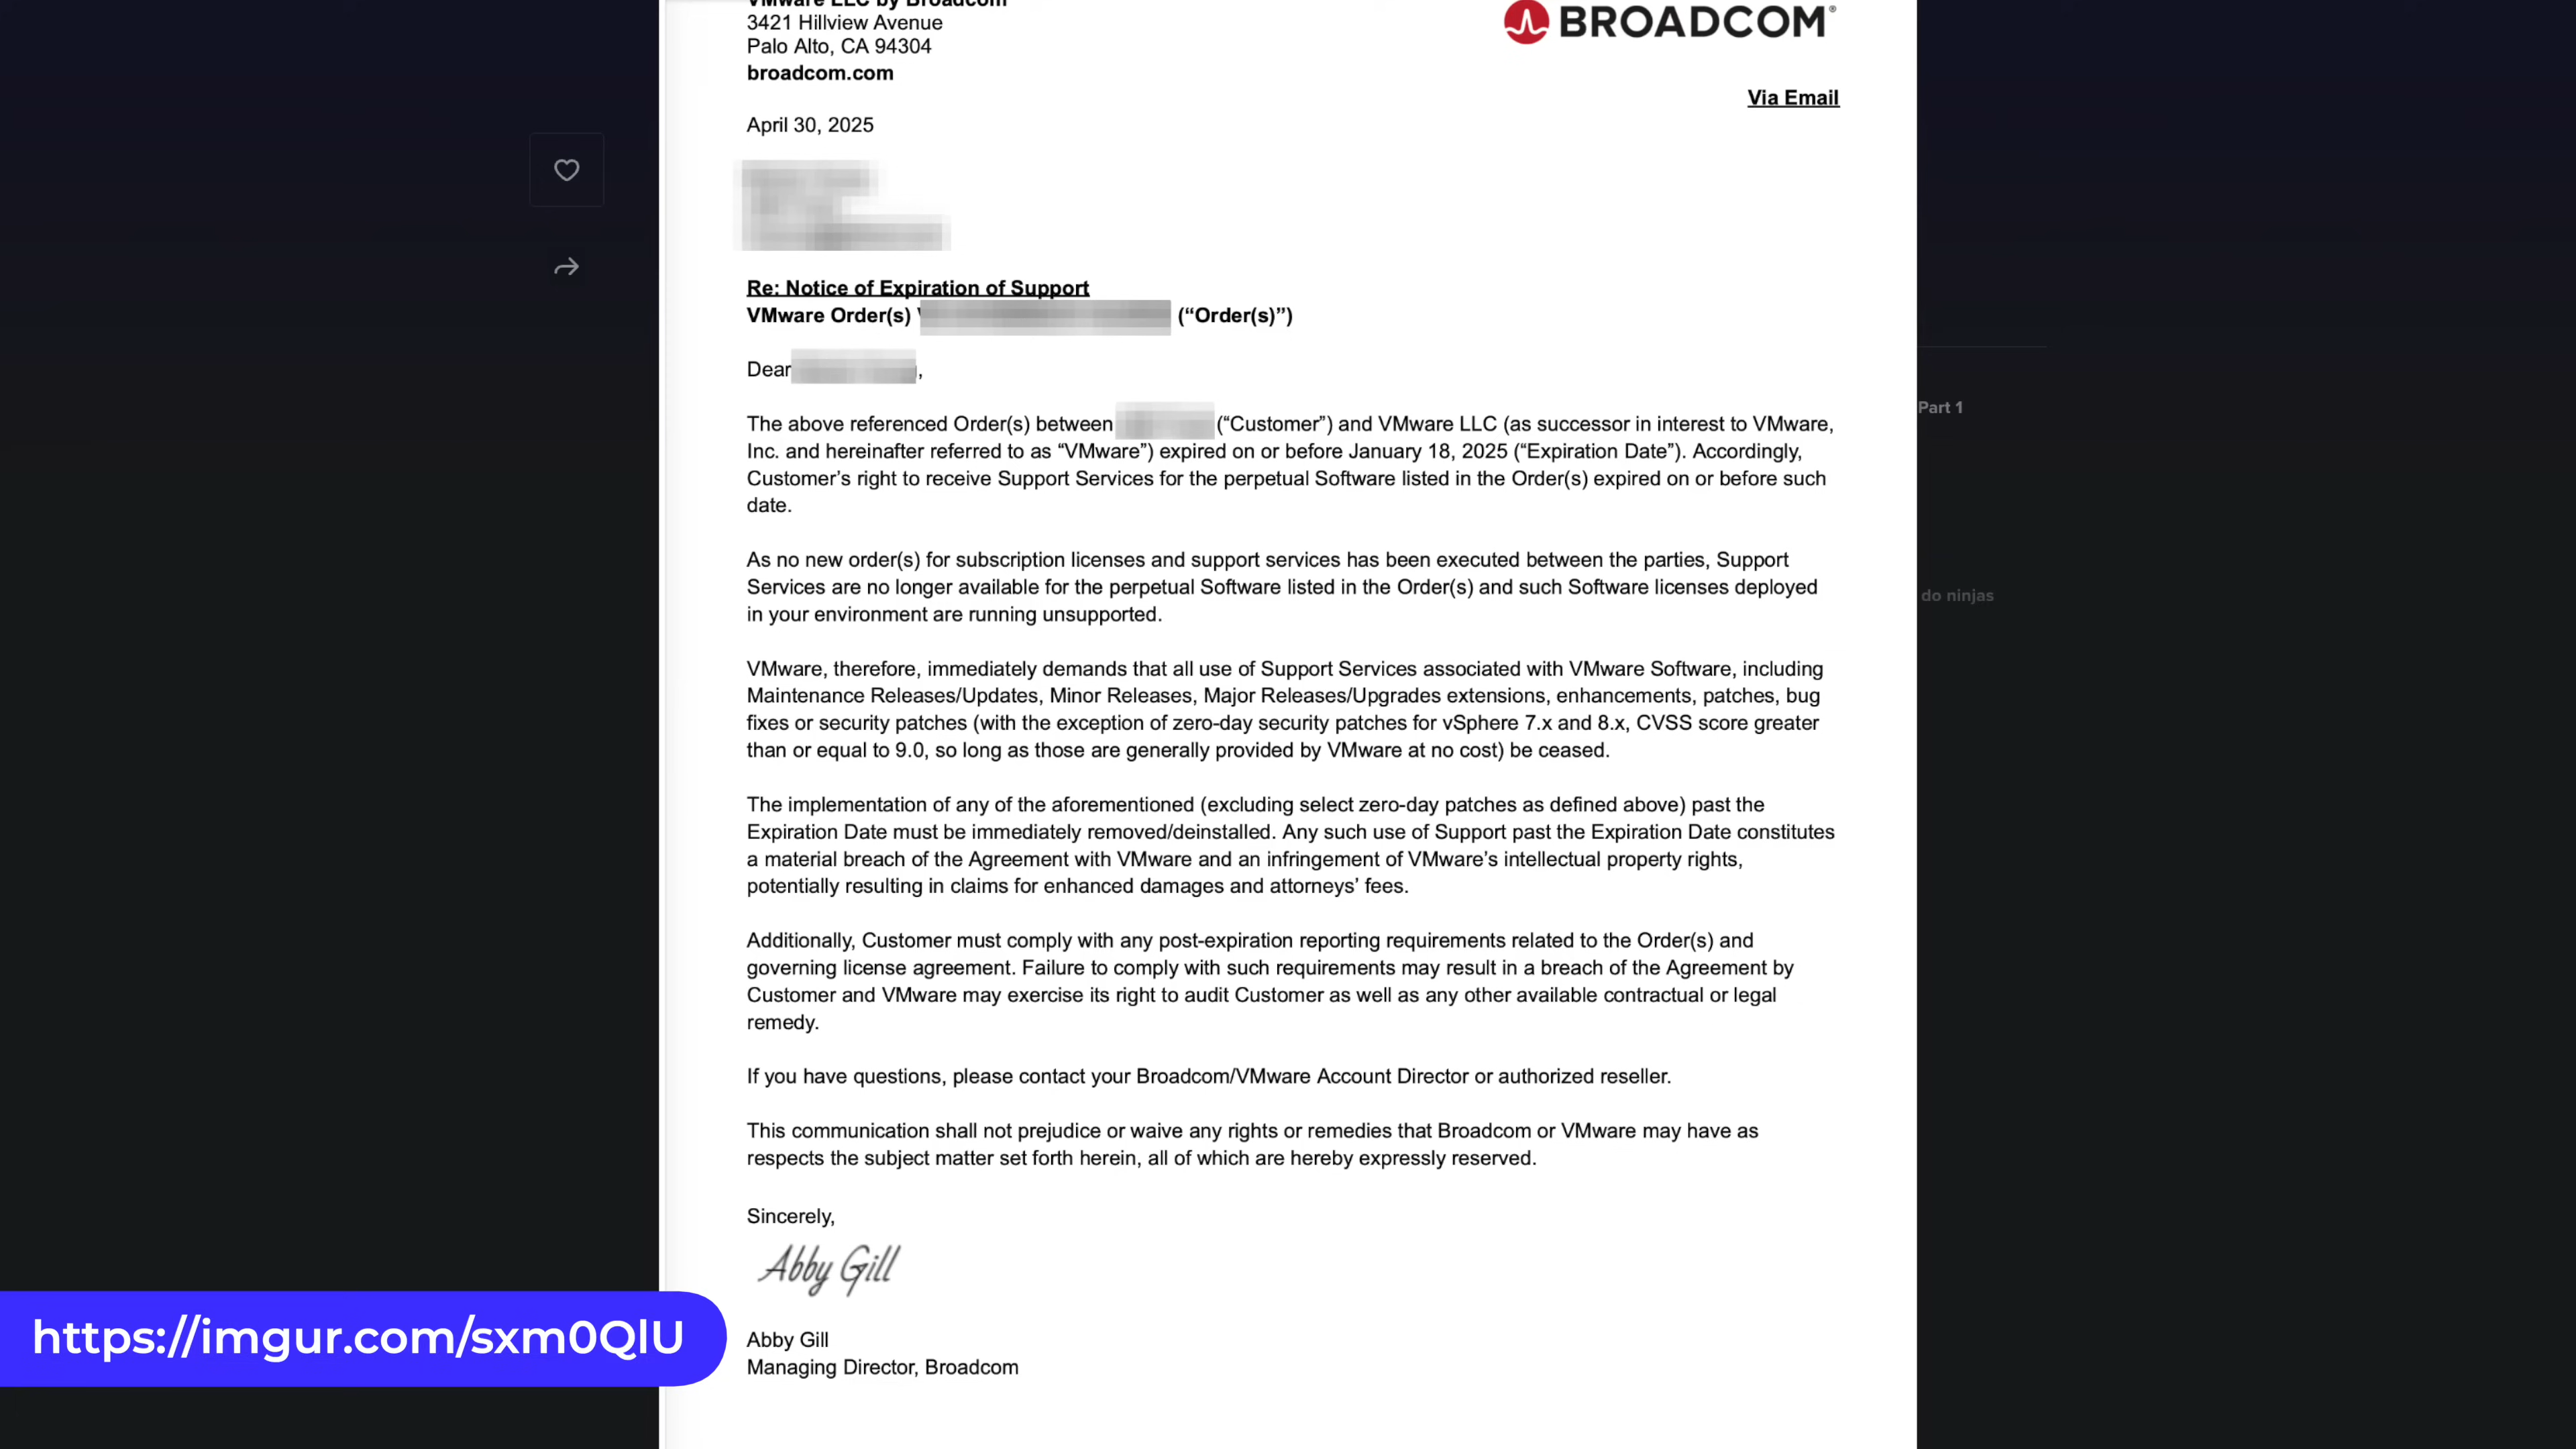 VMware LLC by Broadcom
3421 Hillview Avenue
Palo Alto, CA 94304
broadcom.com
BROADCOM®
Via Email
April 30, 2025
Re: Notice of Expiration of Support
VMware Order(s) (“Order(s)”)
Dear ,
The above referenced Order(s) between (“Customer”) and VMware LLC (as successor in interest to VMware,
Inc. and hereinafter referred to as “VMware”) expired on or before January 18, 2025 (“Expiration Date”). Accordingly,
Customer’s right to receive Support Services for the perpetual Software listed in the Order(s) expired on or before such
date.
As no new order(s) for subscription licenses and support services has been executed between the parties, Support
Services are no longer available for the perpetual Software listed in the Order(s) and such Software licenses deployed
in your environment are running unsupported.
VMware, therefore, immediately demands that all use of Support Services associated with VMware Software, including
Maintenance Releases/Updates, Minor Releases, Major Releases/Upgrades extensions, enhancements, patches, bug
fixes or security patches (with the exception of zero-day security patches for vSphere 7.x and 8.x, CVSS score greater
than or equal to 9.0, so long as those are generally provided by VMware at no cost) be ceased.
The implementation of any of the aforementioned (excluding select zero-day patches as defined above) past the
Expiration Date must be immediately removed/deinstalled. Any such use of Support past the Expiration Date constitutes
a material breach of the Agreement with VMware and an infringement of VMware’s intellectual property rights,
potentially resulting in claims for enhanced damages and attorneys’ fees.
Additionally, Customer must comply with any post-expiration reporting requirements related to the Order(s) and
governing license agreement. Failure to comply with such requirements may result in a breach of the Agreement by
Customer and VMware may exercise its right to audit Customer as well as any other available contractual or legal
remedy.
If you have questions, please contact your Broadcom/VMware Account Director or authorized reseller.
This communication shall not prejudice or waive any rights or remedies that Broadcom or VMware may have as
respects the subject matter set forth herein, all of which are hereby expressly reserved.
Sincerely,
Abby Gill
Abby Gill
Managing Director, Broadcom
https://imgur.com/sxm0QlU
Part 1
do ninjas